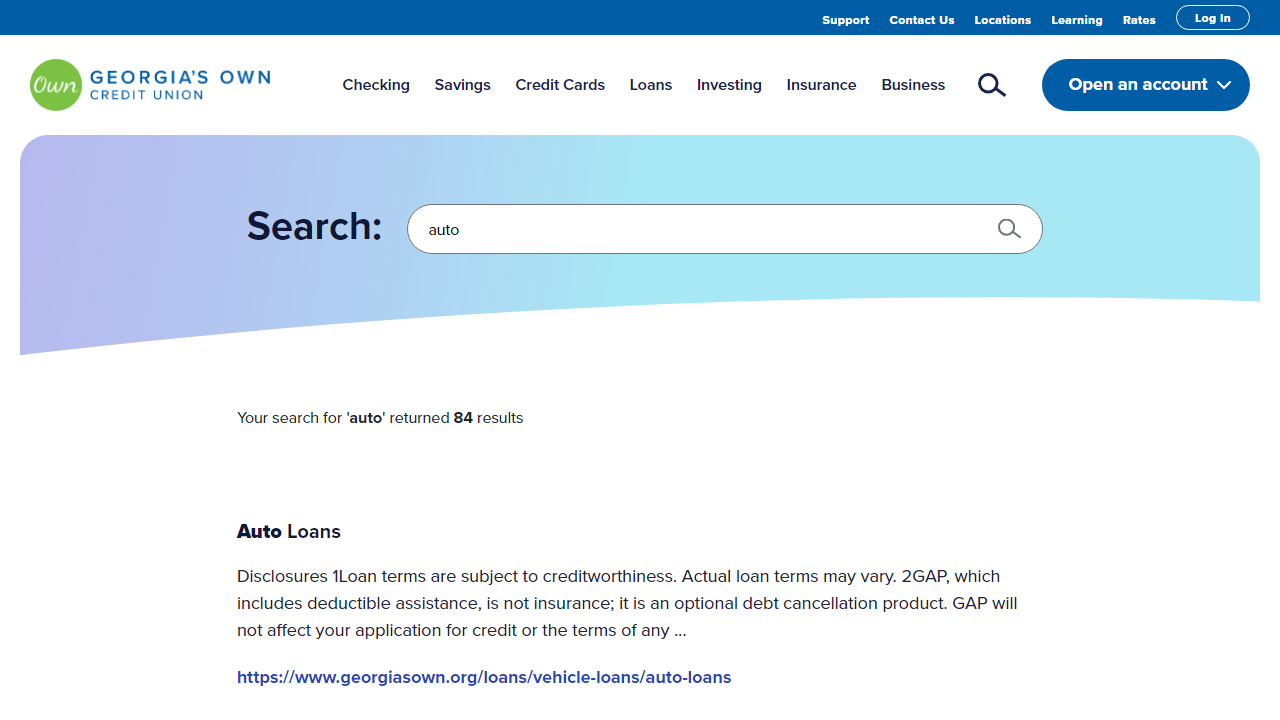 Support Contact Us Locations Learning Rates Log In
Own GEORGIA'S OWN
CREDIT UNION
Checking Savings Credit Cards Loans Investing Insurance Business Open an account
Search: auto
Your search for 'auto' returned 84 results
Auto Loans
Disclosures 1Loan terms are subject to creditworthiness. Actual loan terms may vary. 2GAP, which
includes deductible assistance, is not insurance; it is an optional debt cancellation product. GAP will
not affect your application for credit or the terms of any ...
https://www.georgiasown.org/loans/vehicle-loans/auto-loans